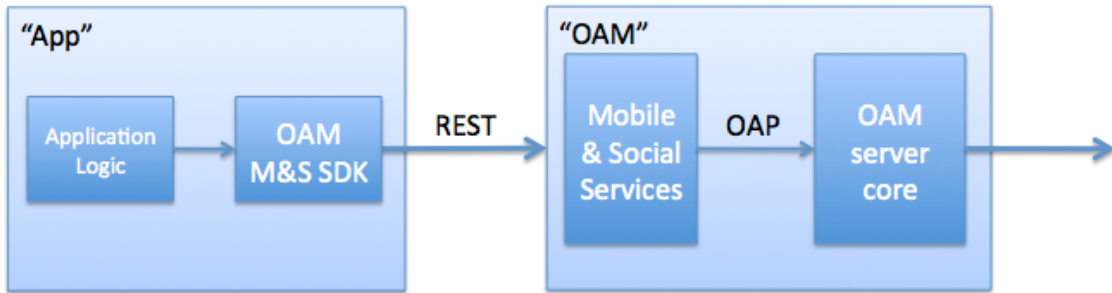 “App”
Application
Logic
OAM
M&S SDK
REST
“OAM”
Mobile
& Social
Services
OAP
OAM
server
core